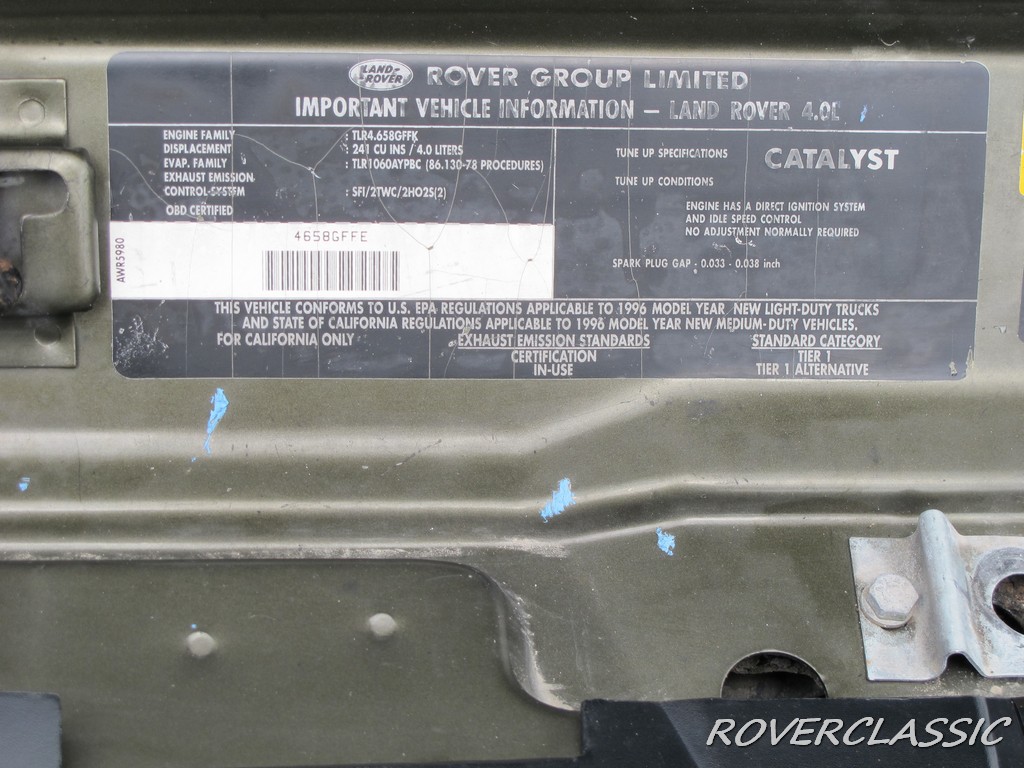 LAND ROVER ROVER GROUP LIMITED
IMPORTANT VEHICLE INFORMATION - LAND ROVER 4.0L
ENGINE FAMILY : TLR4.658GFFK
DISPLACEMENT : 241 CU INS / 4.0 LITERS
EVAP. FAMILY : TLR1060AYPBC (86.130-78 PROCEDURES)
EXHAUST EMISSION
CONTROL SYSTEM : SFI/2TWC/2HO2S(2)
OBD CERTIFIED
TUNE UP SPECIFICATIONS CATALYST
TUNE UP CONDITIONS
ENGINE HAS A DIRECT IGNITION SYSTEM
AND IDLE SPEED CONTROL
NO ADJUSTMENT NORMALLY REQUIRED
SPARK PLUG GAP - 0.033 - 0.038 inch
AWR5980
4658GFFE
THIS VEHICLE CONFORMS TO U.S. EPA REGULATIONS APPLICABLE TO 1996 MODEL YEAR NEW LIGHT-DUTY TRUCKS
AND STATE OF CALIFORNIA REGULATIONS APPLICABLE TO 1996 MODEL YEAR NEW MEDIUM-DUTY VEHICLES.
FOR CALIFORNIA ONLY EXHAUST EMISSION STANDARDS STANDARD CATEGORY
CERTIFICATION TIER 1
IN-USE TIER 1 ALTERNATIVE
ROVERCLASSIC